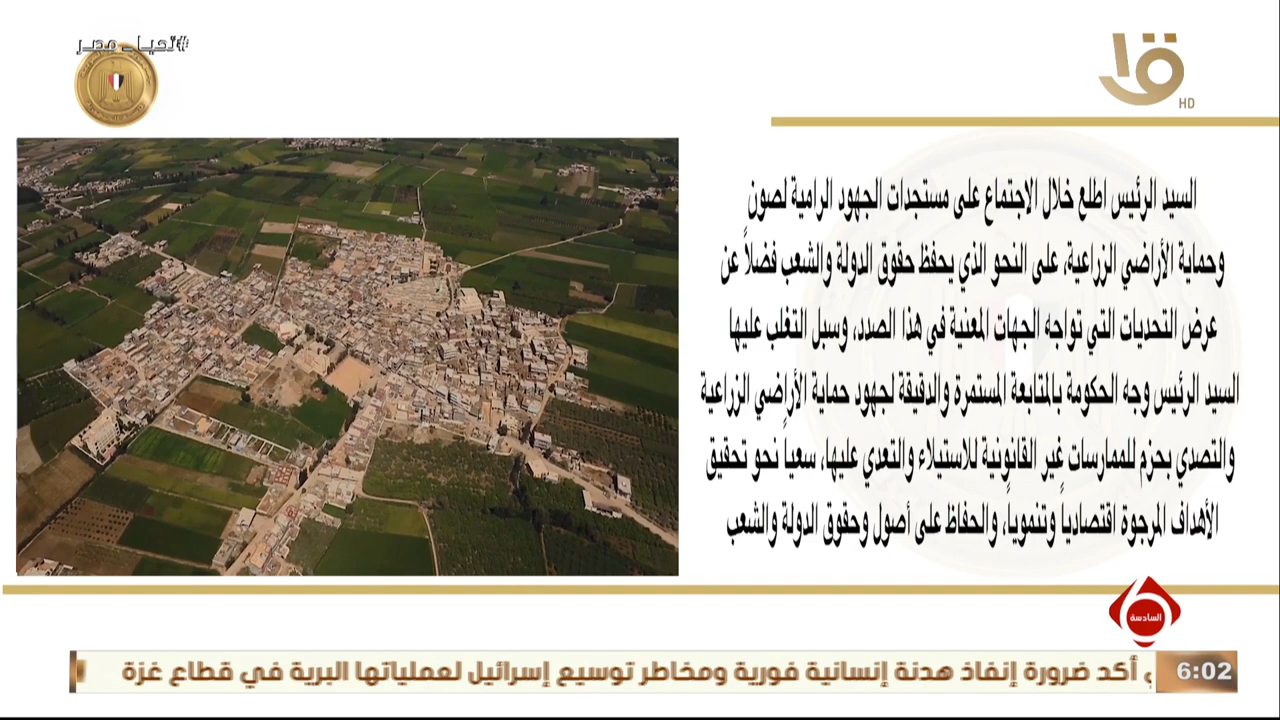 #تحيا_مصر
HD
السيد الرئيس اطلع خلال الاجتماع على مستجدات الجهود الرامية لصون
وحماية الأراضي الزراعية، على النحو الذي يحفظ حقوق الدولة والشعب فضلاً عن
عرض التحديات التي تواجه الجهات المعنية في هذا الصدد، وسبل التغلب عليها
السيد الرئيس وجه الحكومة بالمتابعة المستمرة والدقيقة لجهود حماية الأراضي الزراعية
والتصدي بحزم للممارسات غير القانونية للاستيلاء والتعدي عليها، سعياً نحو تحقيق
الأهداف المرجوة اقتصادياً وتنموياً، والحفاظ على أصول وحقوق الدولة والشعب
السادسة
6:02
أكد ضرورة إنفاذ هدنة إنسانية فورية ومخاطر توسيع إسرائيل لعملياتها البرية في قطاع غزة